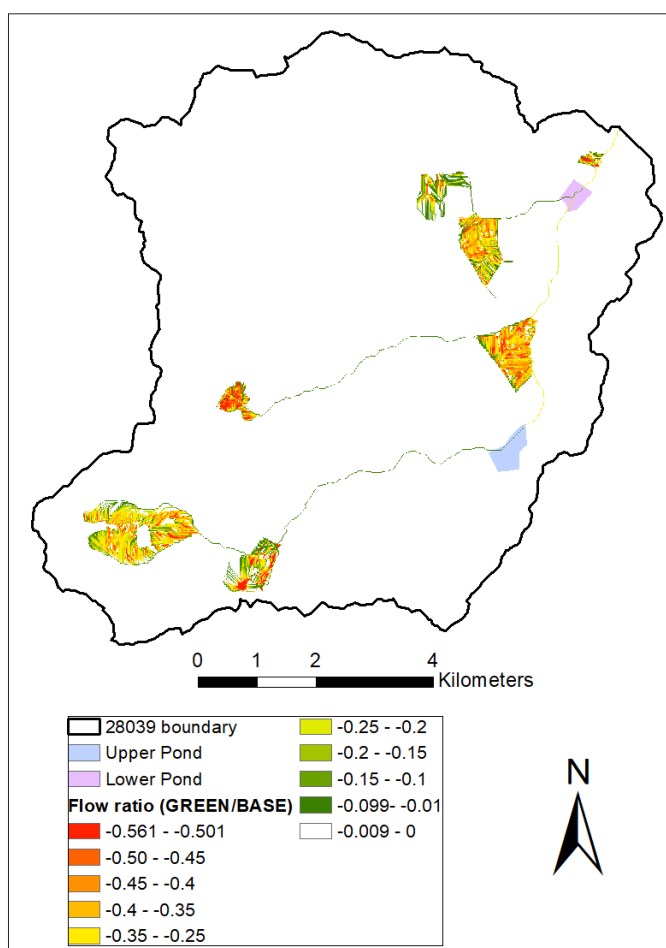 0 1 2 4
Kilometers
28039 boundary
Upper Pond
Lower Pond
Flow ratio (GREEN/BASE)
-0.561 - -0.501
-0.50 - -0.45
-0.45 - -0.4
-0.4 - -0.35
-0.35 - -0.25
-0.25 - -0.2
-0.2 - -0.15
-0.15 - -0.1
-0.099- -0.01
-0.009 - 0
N